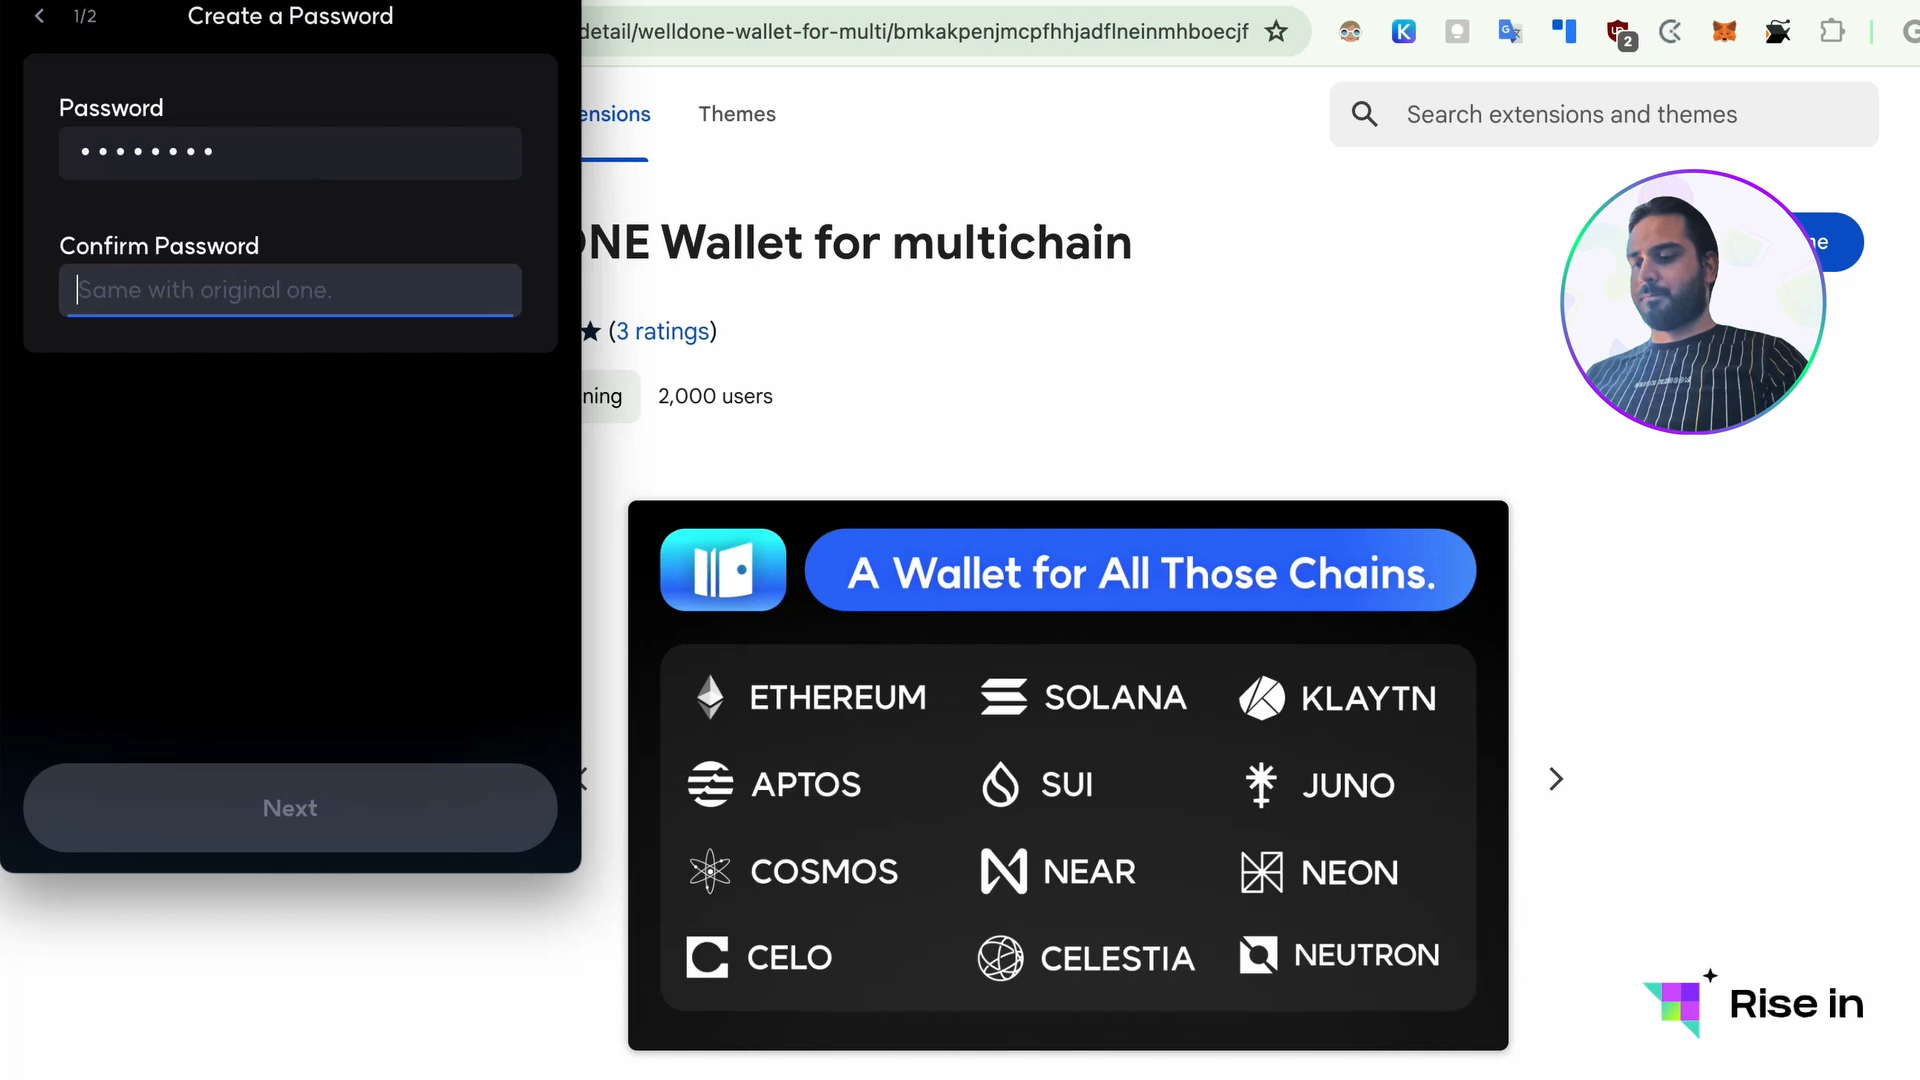 1/2
Create a Password
Password
Confirm Password
Same with original one.
Next
detail/welldone-wallet-for-multi/bmkakpenjmcpfhhjadflneinmhboecjf
2
ensions
Themes
Search extensions and themes
ONE Wallet for multichain
(3 ratings)
ning
2,000 users
A Wallet for All Those Chains.
ETHEREUM
SOLANA
KLAYTN
APTOS
SUI
JUNO
COSMOS
NEAR
NEON
CELO
CELESTIA
NEUTRON
Rise in